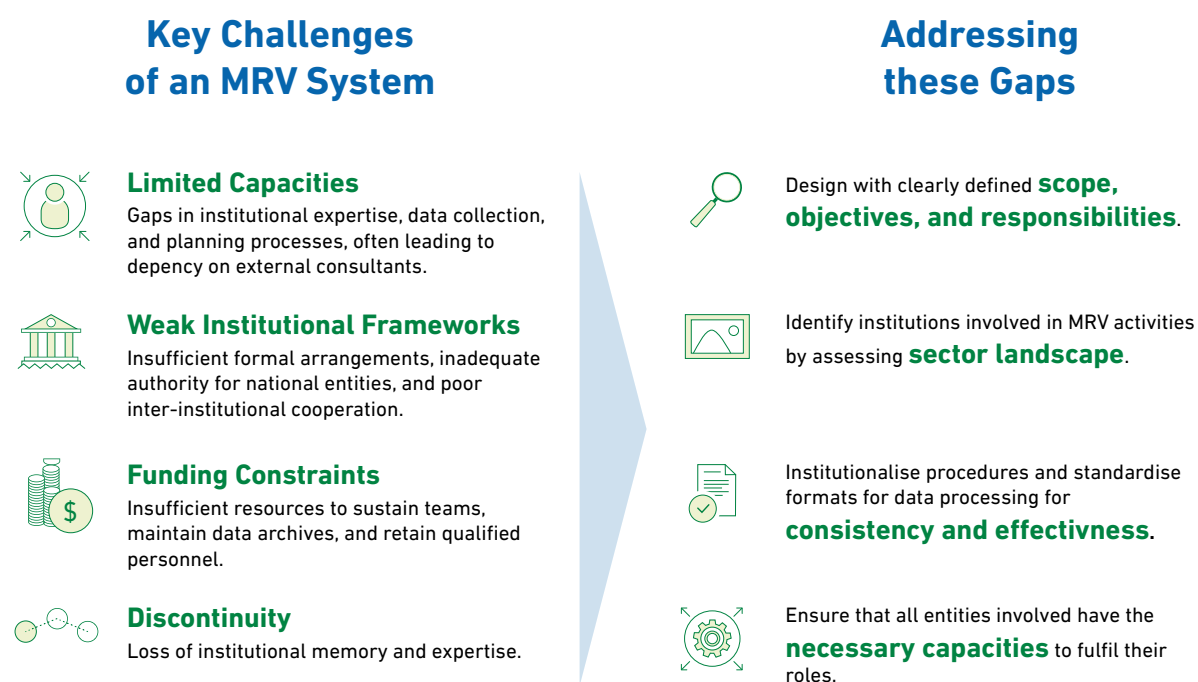 Key Challenges
of an MRV System
Limited Capacities
Gaps in institutional expertise, data collection,
and planning processes, often leading to
depency on external consultants.
Weak Institutional Frameworks
Insufficient formal arrangements, inadequate
authority for national entities, and poor
inter-institutional cooperation.
Funding Constraints
Insufficient resources to sustain teams,
maintain data archives, and retain qualified
personnel.
$
Discontinuity
Loss of institutional memory and expertise.
Addressing
these Gaps
Design with clearly defined scope,
objectives, and responsibilities.
Identify institutions involved in MRV activities
by assessing sector landscape.
Institutionalise procedures and standardise
formats for data processing for
consistency and effectivness.
Ensure that all entities involved have the
necessary capacities to fulfil their
roles.